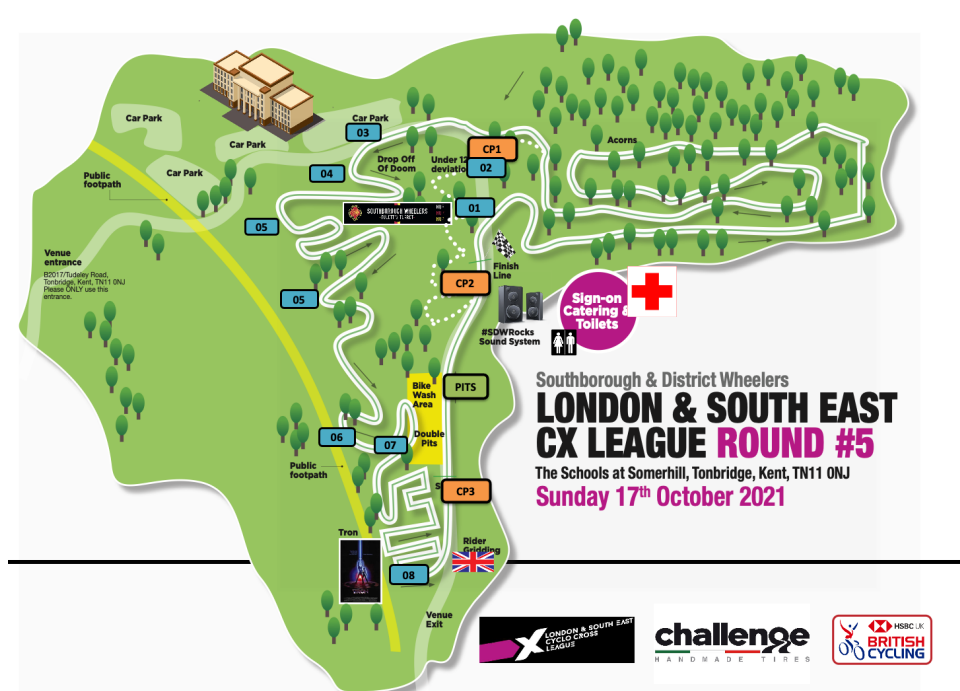 Car Park
Car Park
Car Park
Car Park
Acorns
03
CP1
02
Drop Off
Of Doom
Under 12
deviatio
04
Public
footpath
SOUTHBOROUGH WHEELERS
01
05
Venue
entrance
B2017/Tudeley Road,
Tonbridge, Kent, TN11 0NJ
Please ONLY use this
entrance.
Finish
Line
CP2
05
Sign-on
Catering &
Toilets
#SDWRocks
Sound System
Bike
Wash
Area
PITS
Double
Pits
06
07
Public
footpath
S
CP3
Tron
Rider
Gridding
08
Venue
Exit
Southborough & District Wheelers
LONDON & SOUTH EAST
CX LEAGUE ROUND #5
The Schools at Somerhill, Tonbridge, Kent, TN11 0NJ
Sunday 17th October 2021
X LONDON & SOUTH EAST
CYCLO CROSS
LEAGUE
challenge
HANDMADE TIRES
HSBC UK
BRITISH
CYCLING